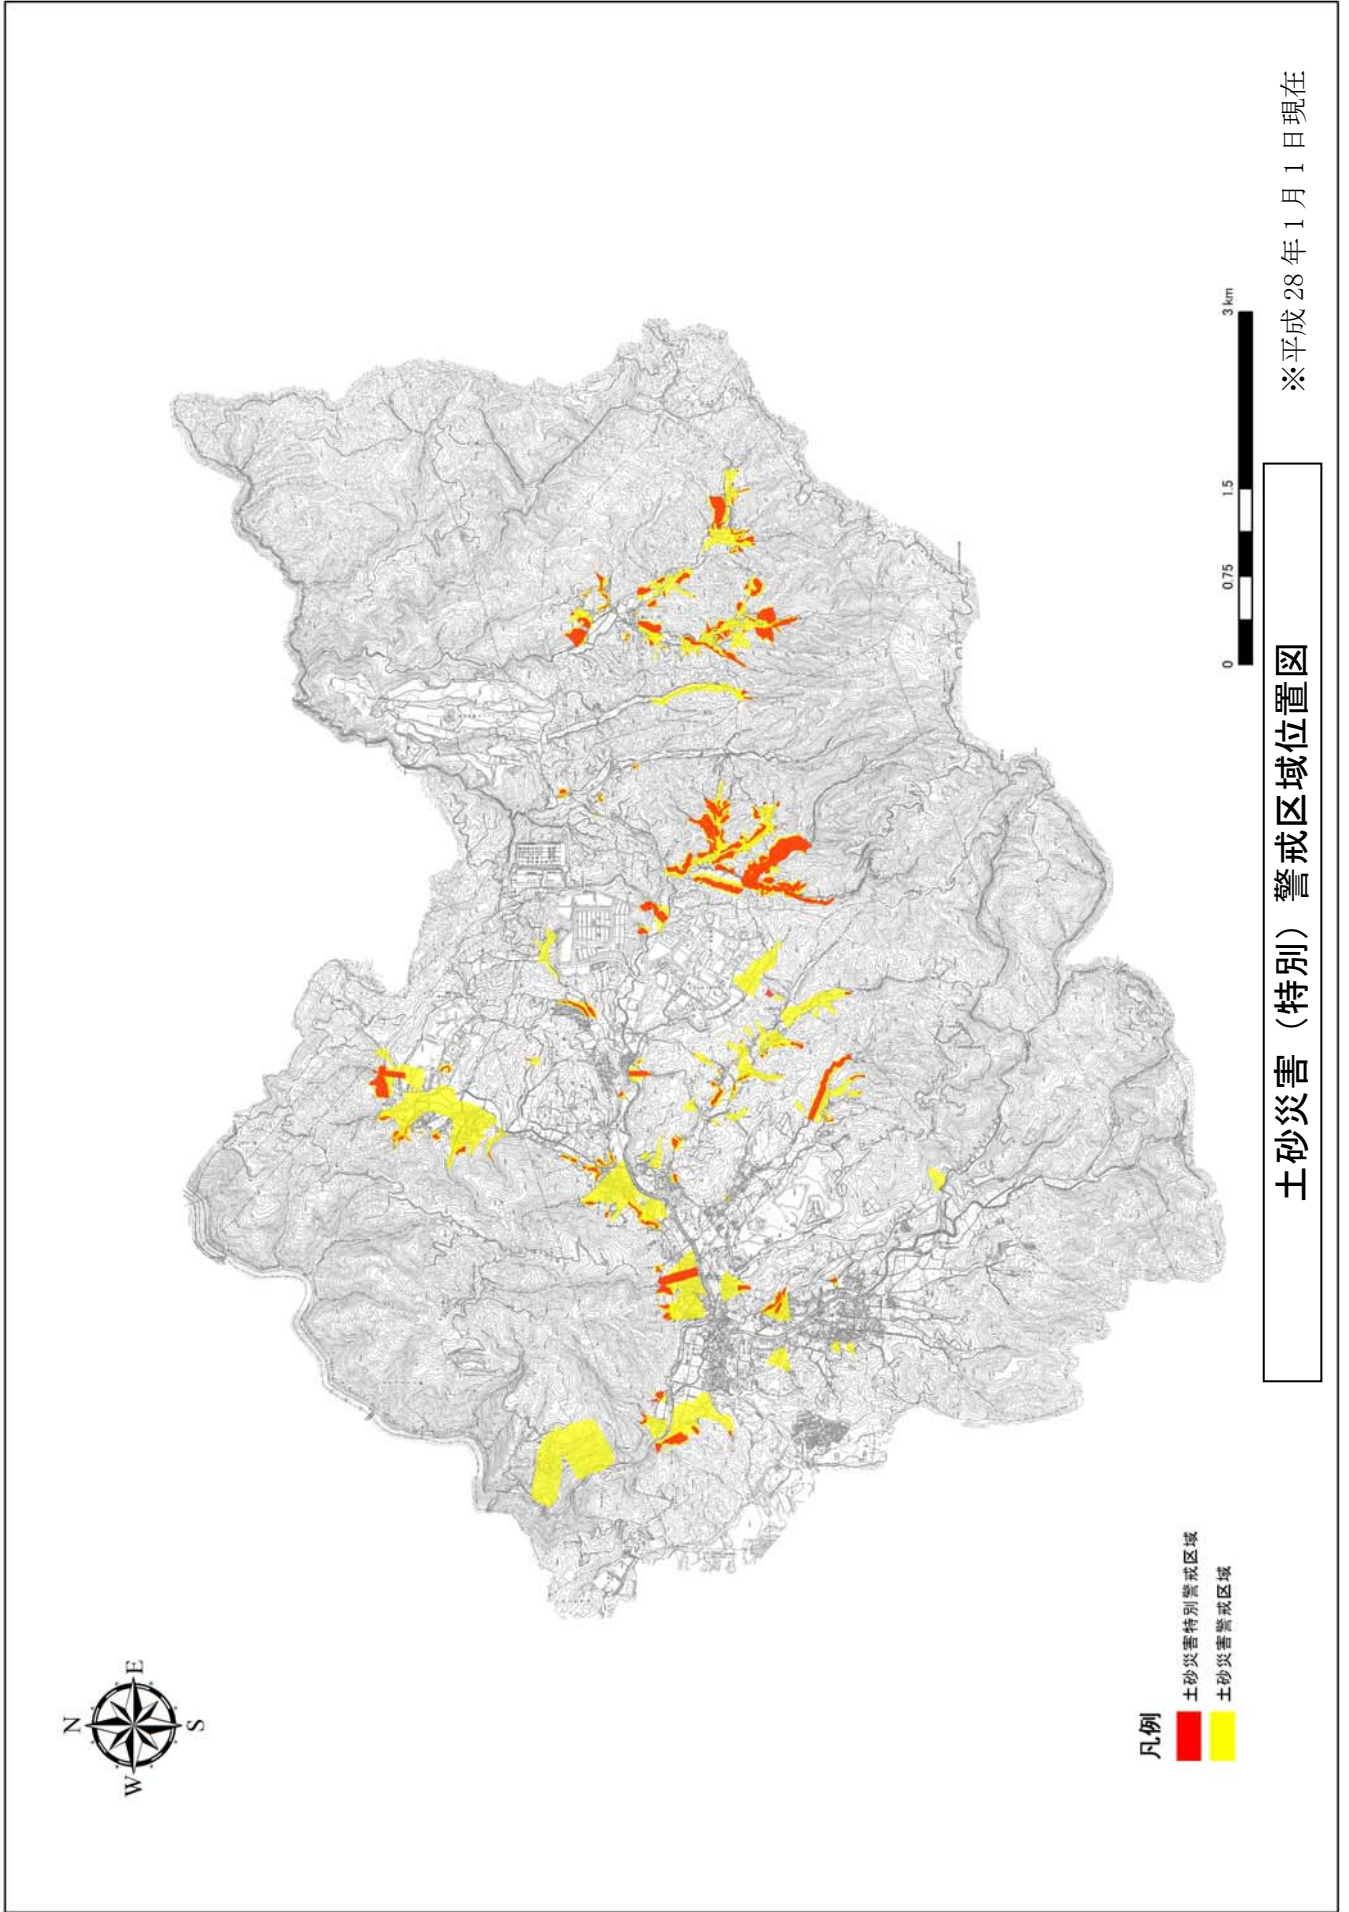 N
W
E
S
凡例
土砂災害特別警戒区域
土砂災害警戒区域
0 0.75 1.5 3 km
土砂災害（特別）警戒区域位置図
※平成 28 年 1 月 1 日現在